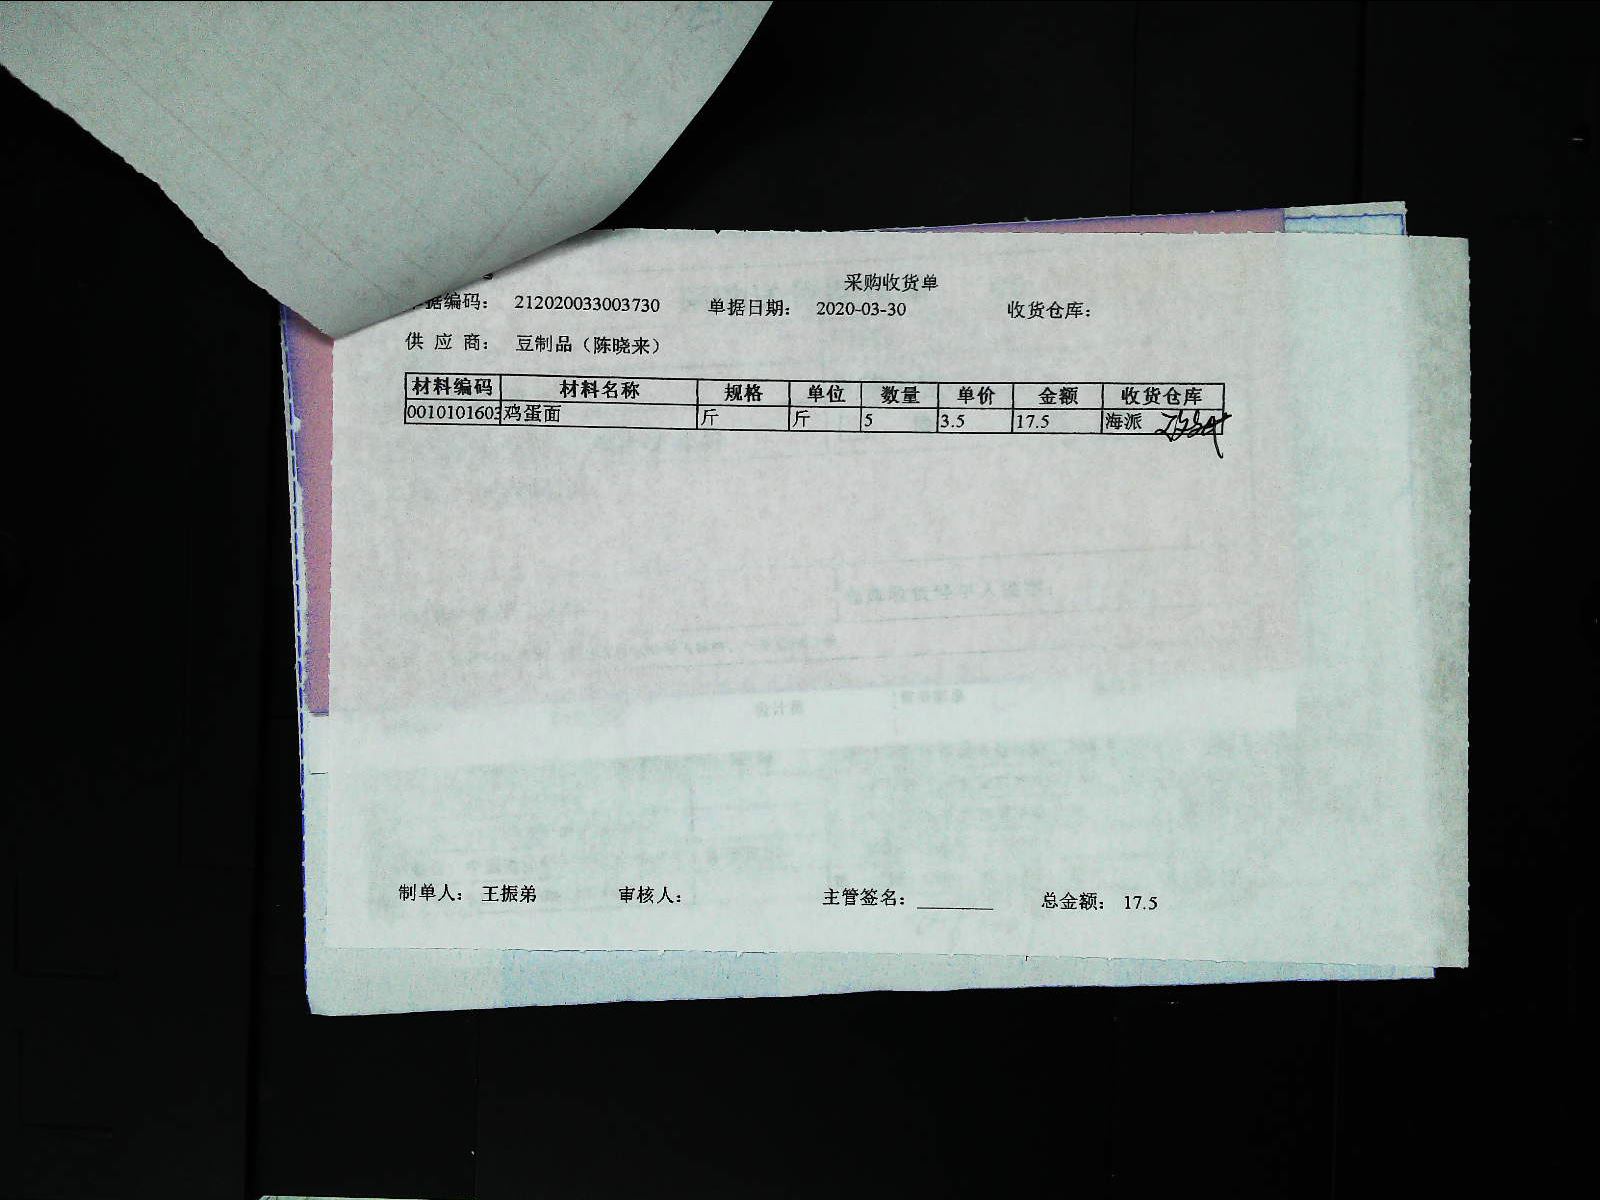 采购收货单
据编码： 212020033003730 单据日期： 2020-03-30 收货仓库：
供 应 商： 豆制品（陈晓来）
材料编码 材料名称 规格 单位 数量 单价 金额 收货仓库
0010101603 鸡蛋面 斤 斤 5 3.5 17.5 海派
制单人： 王振弟 审核人： 主管签名： 总金额： 17.5